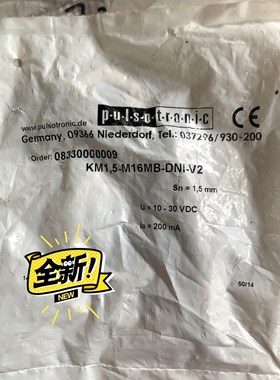 p·u·l·s·o·t·r·o·n·i·c
CE
www.pulsotronic.de
Germany, 09366 Niederdorf, Tel.: 037296/930-200
Order: 08330000009
KM1,5-M16MB-DNI-V2
Sn = 1,5 mm
U = 10 - 30 VDC
Ia = 200 mA
全新!
NEW
50/14